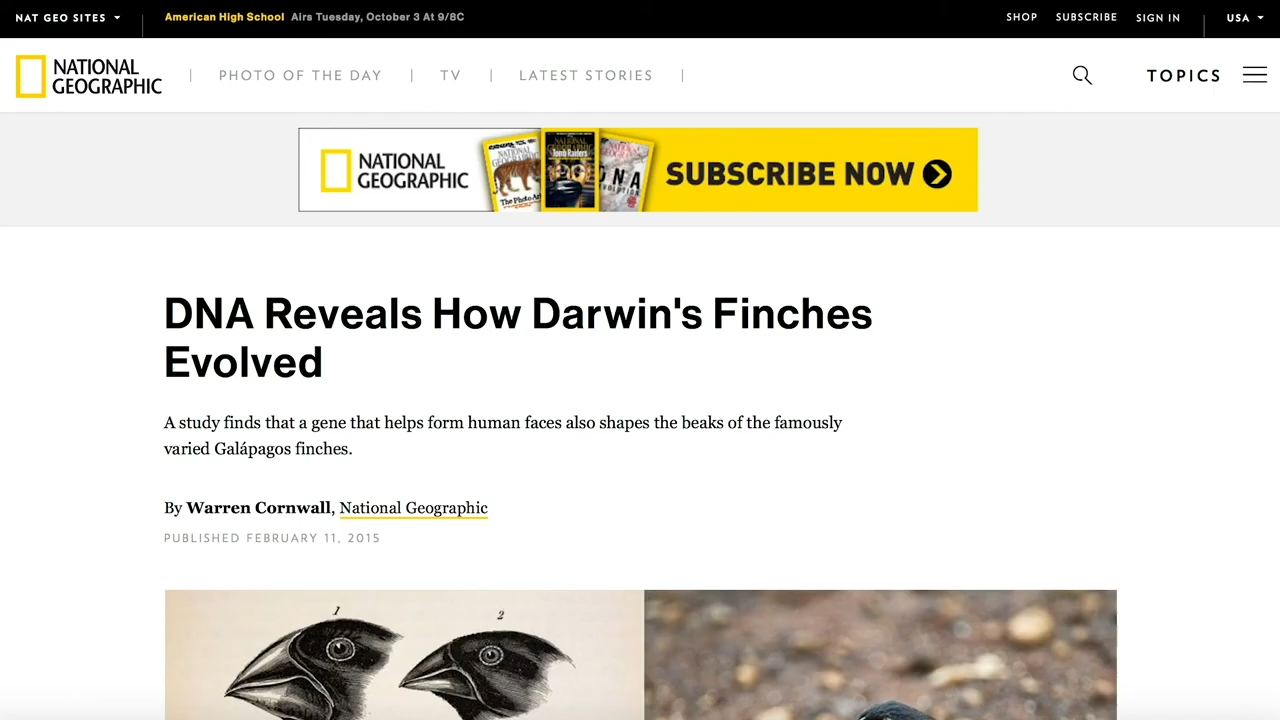 NAT GEO SITES
American High School Airs Tuesday, October 3 At 9/8C
SHOP SUBSCRIBE SIGN IN USA
NATIONAL
GEOGRAPHIC
PHOTO OF THE DAY TV LATEST STORIES
TOPICS
NATIONAL
GEOGRAPHIC
SUBSCRIBE NOW
DNA Reveals How Darwin's Finches
Evolved
A study finds that a gene that helps form human faces also shapes the beaks of the famously
varied Galápagos finches.
By Warren Cornwall, National Geographic
PUBLISHED FEBRUARY 11, 2015
1
2